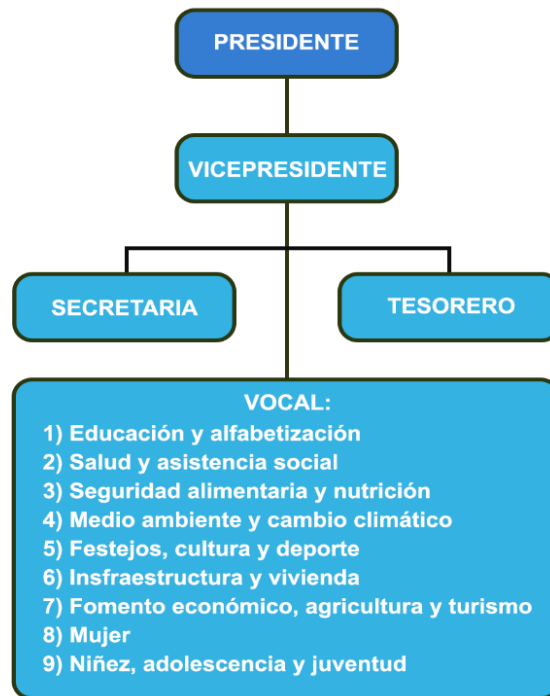 PRESIDENTE
VICEPRESIDENTE
SECRETARIA
TESORERO
VOCAL:
1) Educación y alfabetización
2) Salud y asistencia social
3) Seguridad alimentaria y nutrición
4) Medio ambiente y cambio climático
5) Festejos, cultura y deporte
6) Insfraestructura y vivienda
7) Fomento económico, agricultura y turismo
8) Mujer
9) Niñez, adolescencia y juventud